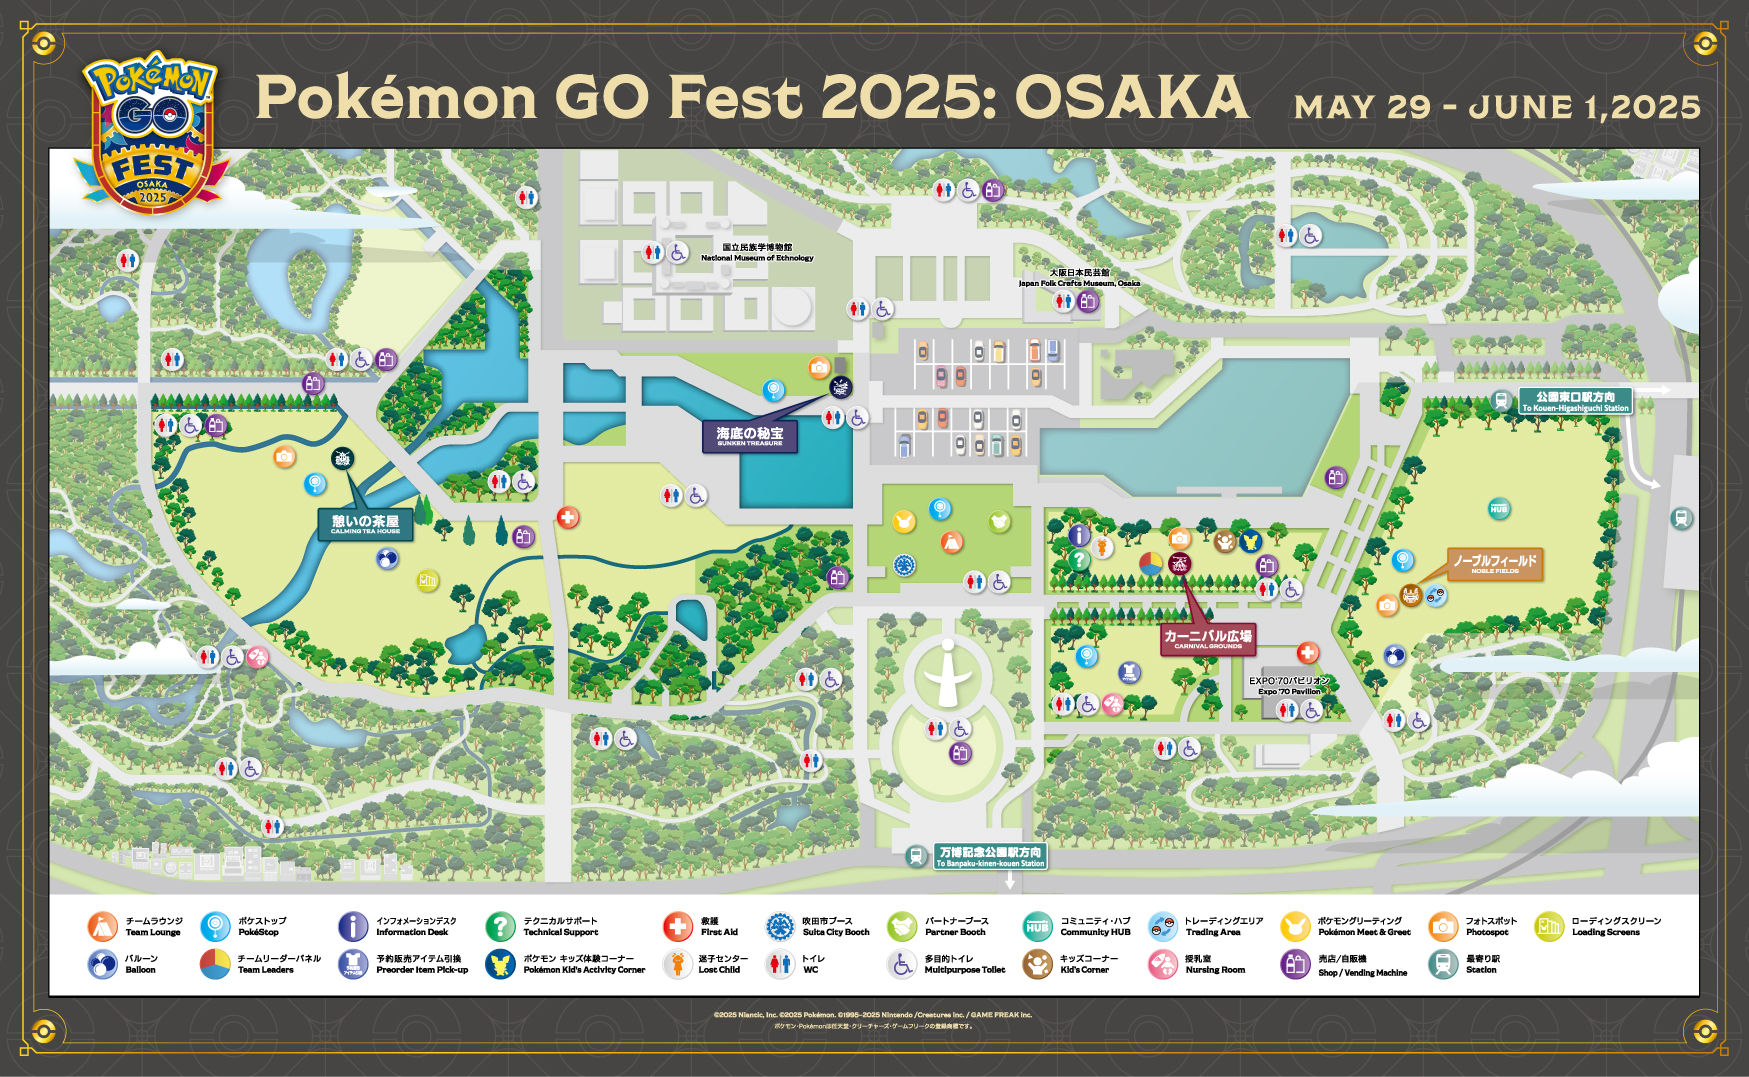 Pokémon GO Fest 2025: OSAKA
MAY 29 - JUNE 1,2025
POKÉMON
GO
FEST
OSAKA
2025
国立民族学博物館
National Museum of Ethnology
大阪日本民芸館
Japan Folk Crafts Museum, Osaka
公園東口駅方向
To Kouen-Higashiguchi Station
海底の秘宝
SUNKEN TREASURE
憩いの茶屋
CALMING TEA HOUSE
HUB
ノーブルフィールド
NOBLE FIELDS
カーニバル広場
CARNIVAL GROUNDS
EXPO'70パビリオン
Expo '70 Pavilion
万博記念公園駅方向
To Banpaku-kinen-kouen Station
チームラウンジ
Team Lounge
ポケストップ
PokéStop
インフォメーションデスク
Information Desk
テクニカルサポート
Technical Support
救護
First Aid
吹田市ブース
Suita City Booth
パートナーブース
Partner Booth
Community
HUB
コミュニティ・ハブ
Community HUB
トレーディングエリア
Trading Area
ポケモングリーティング
Pokémon Meet & Greet
フォトスポット
Photospot
ローディングスクリーン
Loading Screens
バルーン
Balloon
チームリーダーパネル
Team Leaders
予約販売アイテム引換
Preorder Item Pick-up
ポケモン キッズ体験コーナー
Pokémon Kid's Activity Corner
迷子センター
Lost Child
トイレ
WC
多目的トイレ
Multipurpose Toilet
キッズコーナー
Kid's Corner
授乳室
Nursing Room
売店/自販機
Shop / Vending Machine
最寄り駅
Station
©2025 Niantic, Inc. ©2025 Pokémon. ©1995-2025 Nintendo /Creatures Inc. / GAME FREAK Inc.
ポケモン・Pokémonは任天堂・クリーチャーズ・ゲームフリークの登録商標です。